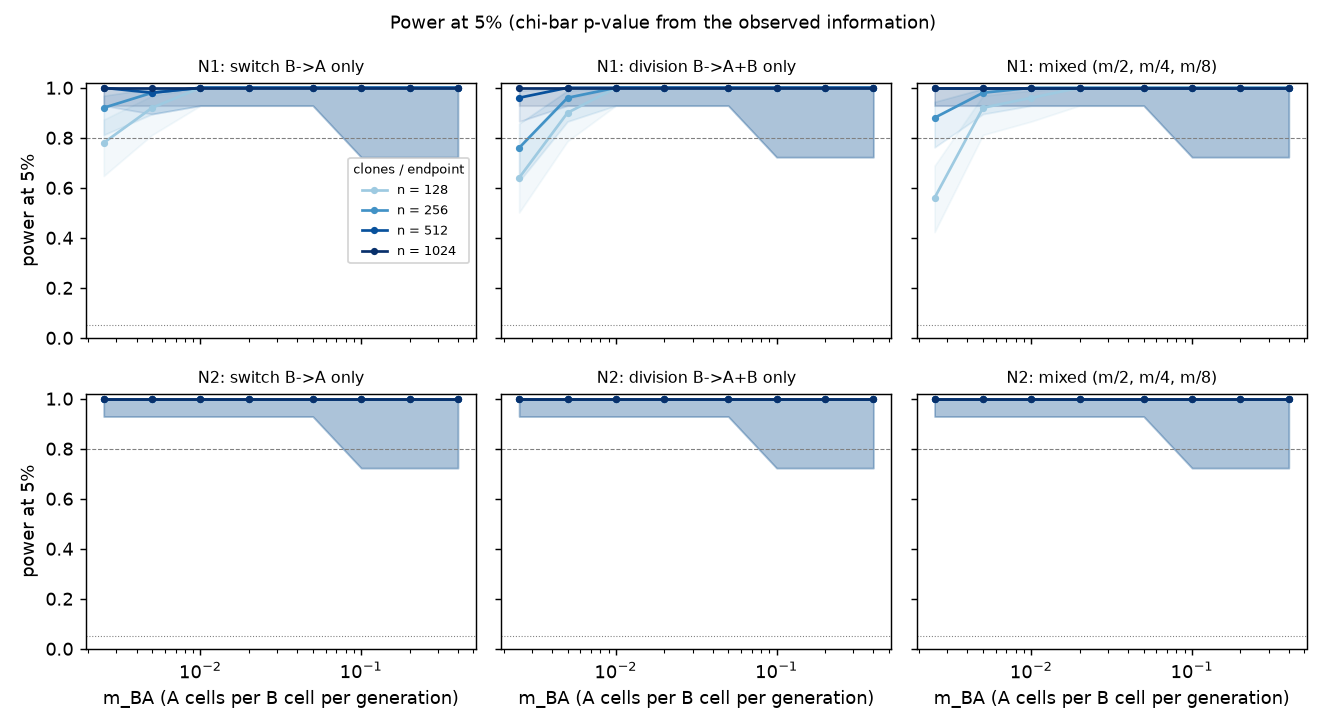 Power at 5% (chi-bar p-value from the observed information)
N1: switch B->A only
N1: division B->A+B only
N1: mixed (m/2, m/4, m/8)
power at 5%
1.0
0.8
0.6
0.4
0.2
0.0
clones / endpoint
n = 128
n = 256
n = 512
n = 1024
N2: switch B->A only
N2: division B->A+B only
N2: mixed (m/2, m/4, m/8)
power at 5%
1.0
0.8
0.6
0.4
0.2
0.0
10⁻² 10⁻¹ 10⁻² 10⁻¹ 10⁻² 10⁻¹
m_BA (A cells per B cell per generation)
m_BA (A cells per B cell per generation)
m_BA (A cells per B cell per generation)